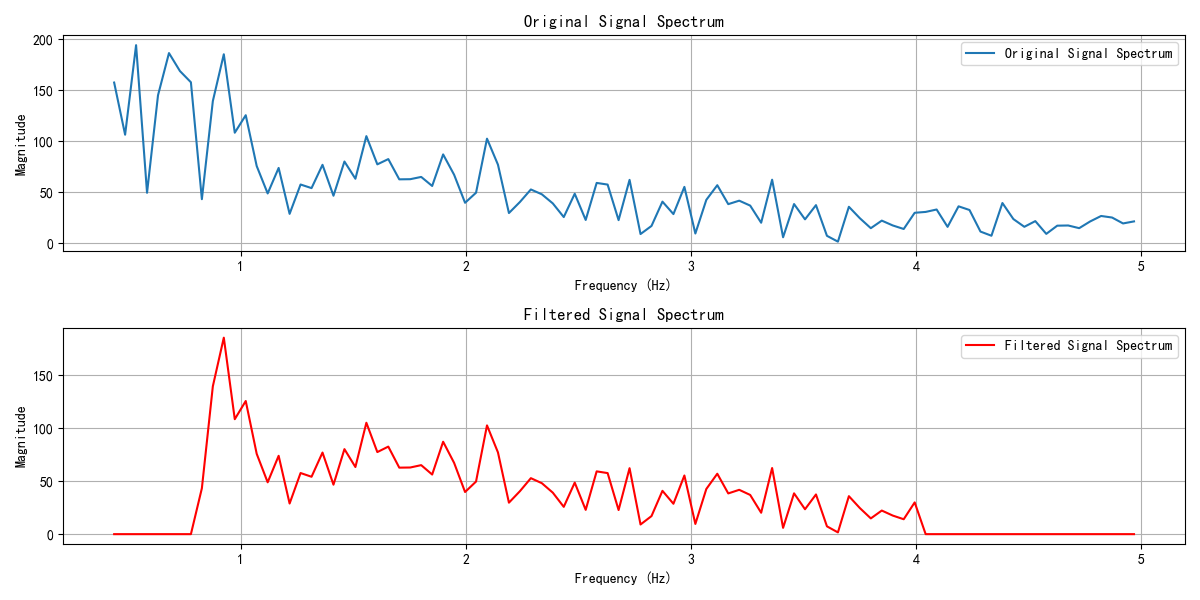 Original Signal Spectrum
200
150
100
50
0
Magnitude
Original Signal Spectrum
1 2 3 4 5
Frequency (Hz)
Filtered Signal Spectrum
150
100
50
0
Magnitude
Filtered Signal Spectrum
1 2 3 4 5
Frequency (Hz)